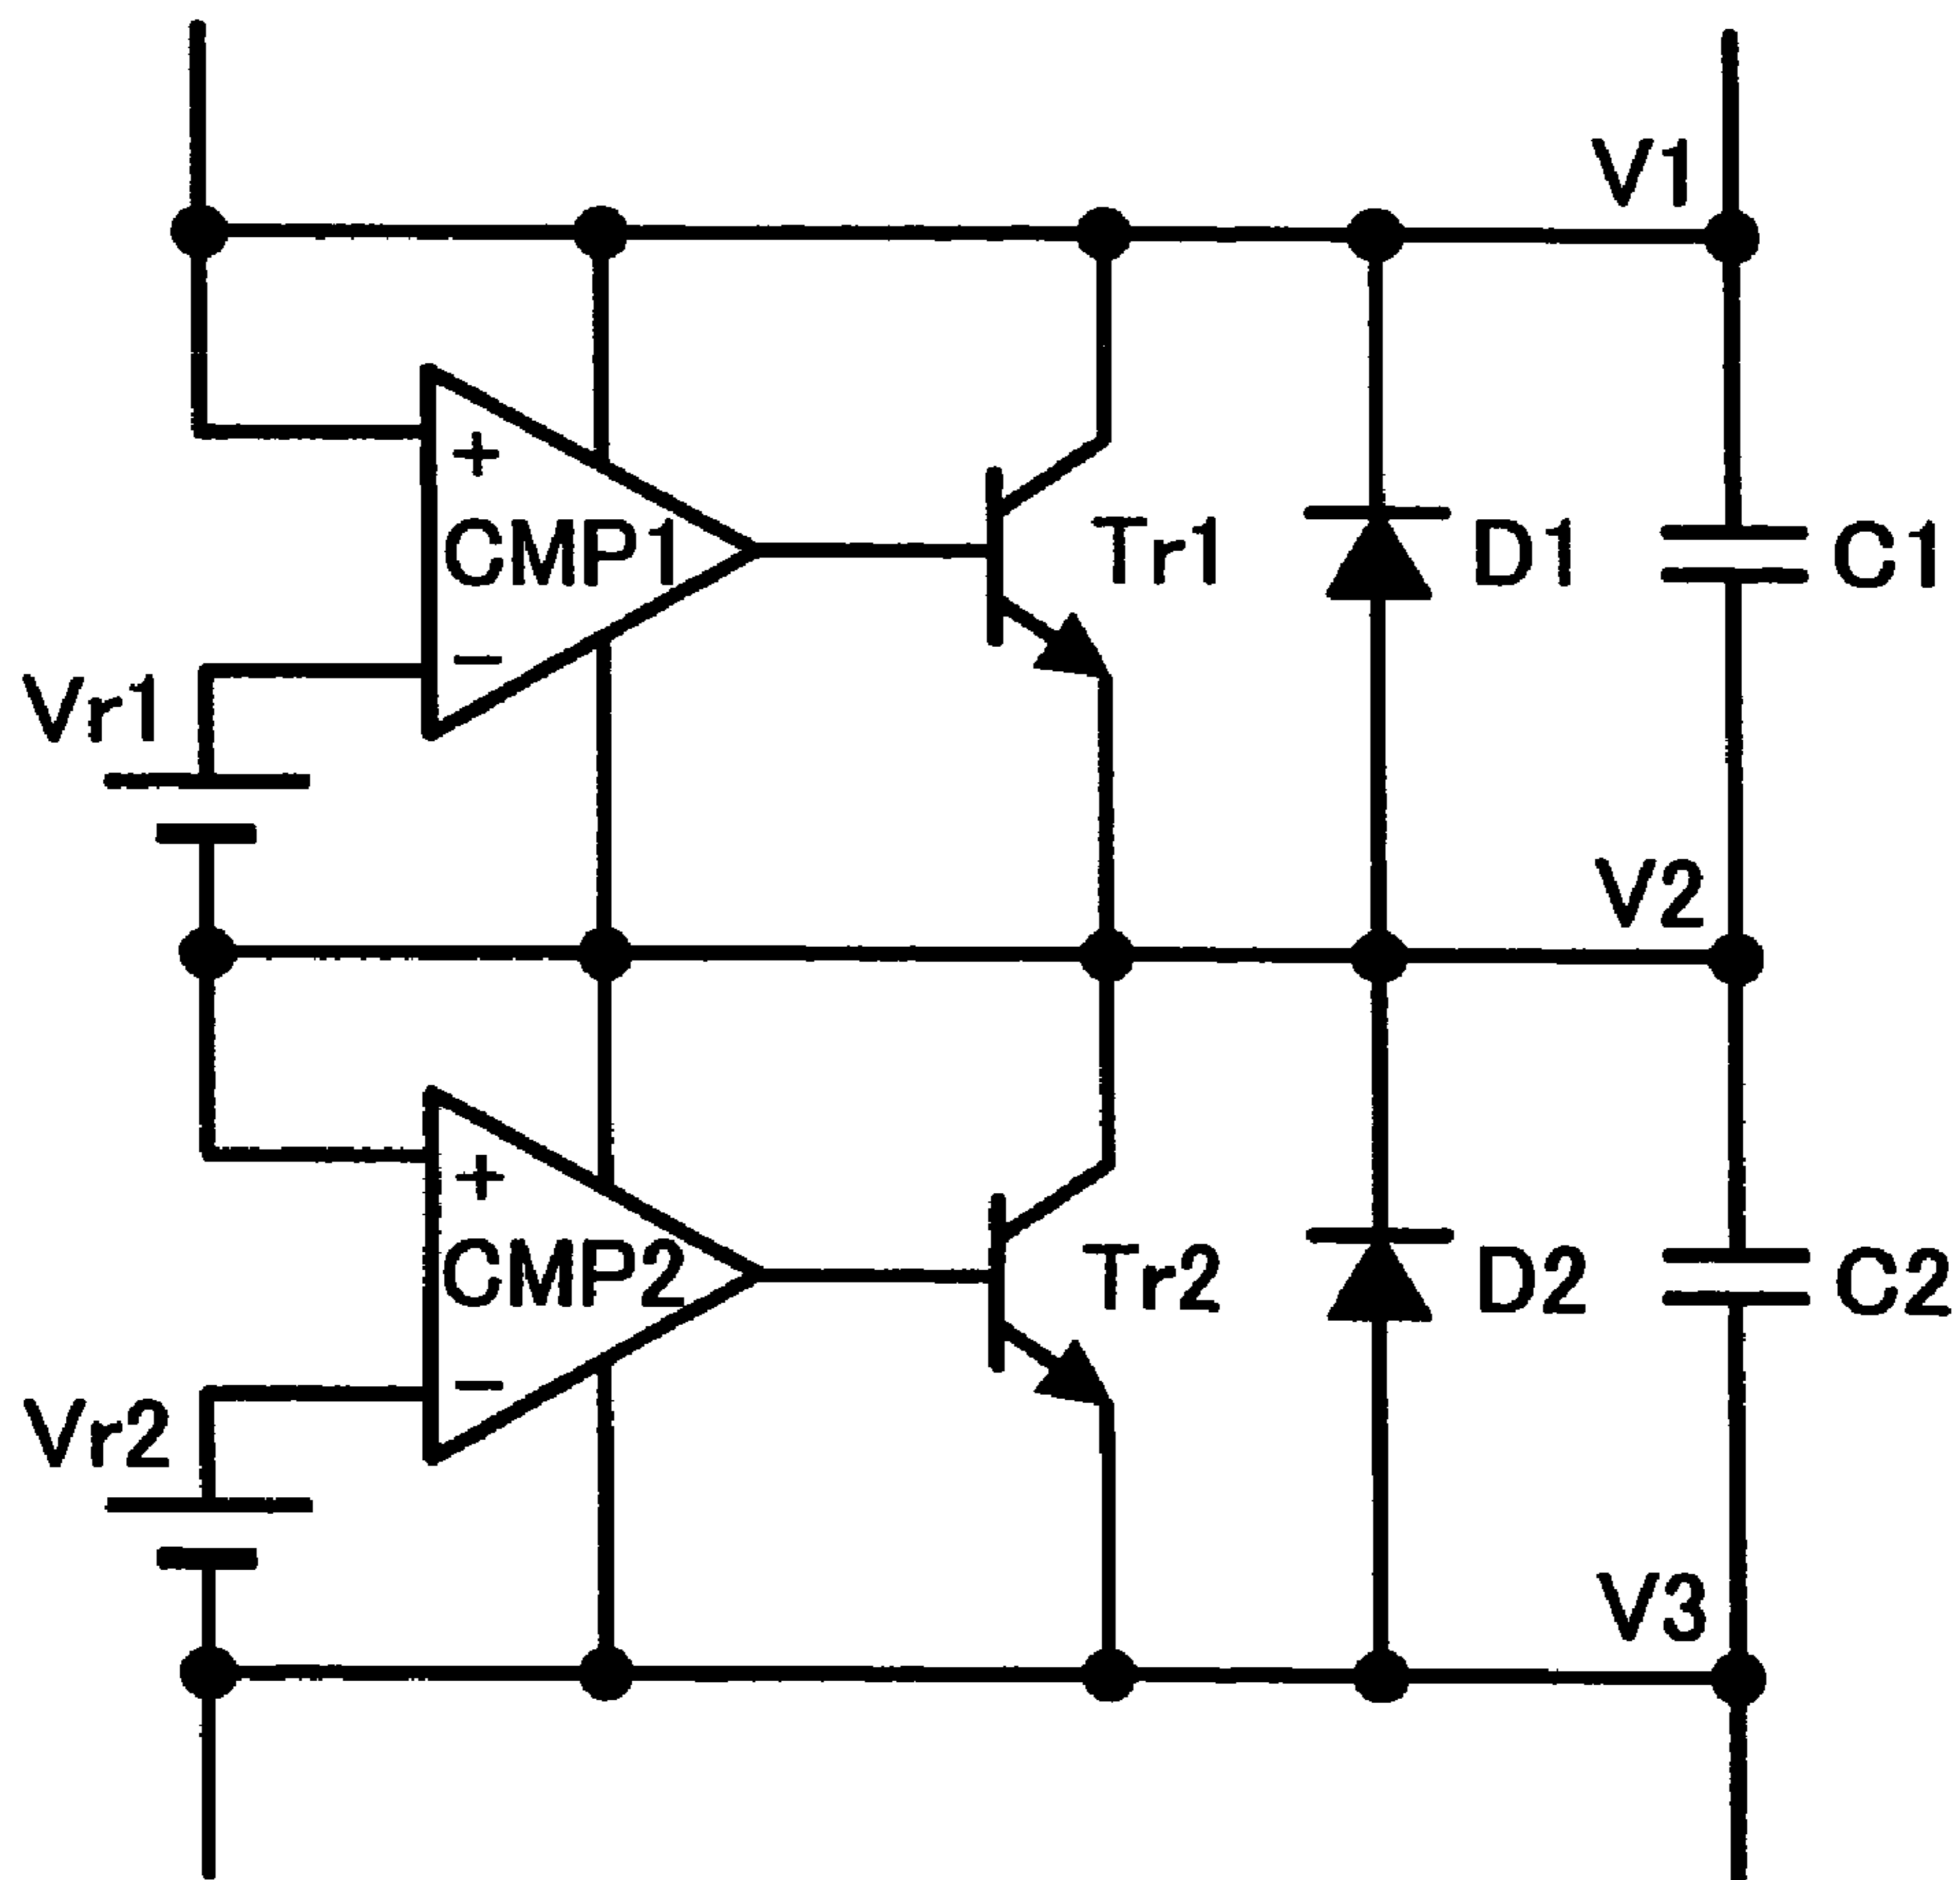 V1
+
CMP1
−
Tr1
D1
C1
Vr1
V2
+
CMP2
−
Tr2
D2
C2
Vr2
V3